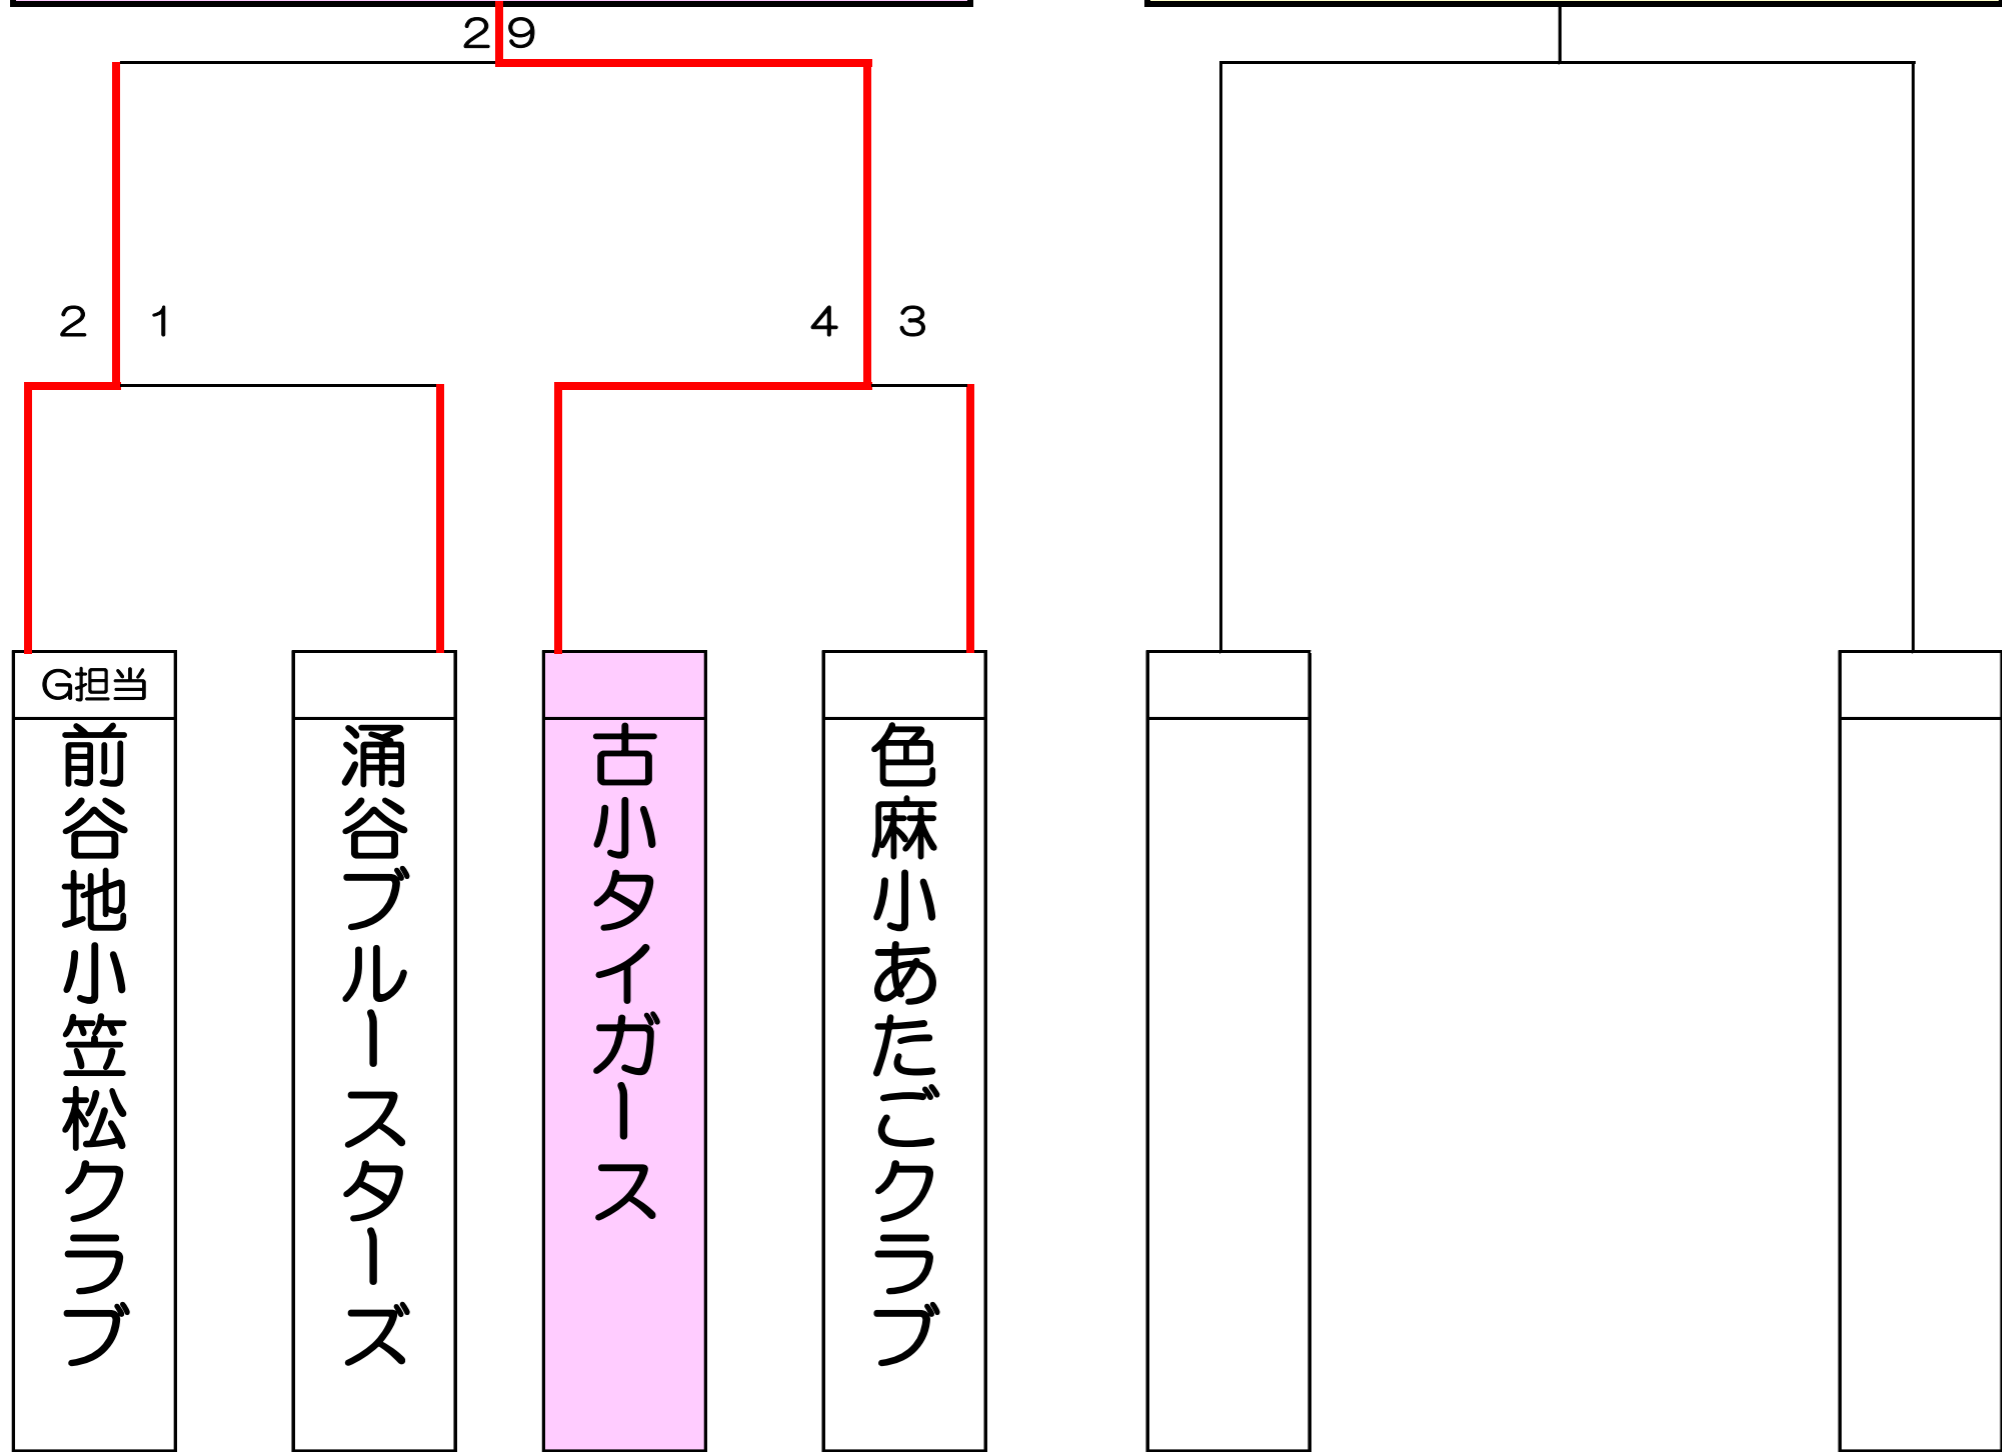 2 9
2 1
4 3
G担当
前谷地小笠松クラブ
涌谷ブルースターズ
古小タイガース
色麻小あたごクラブ